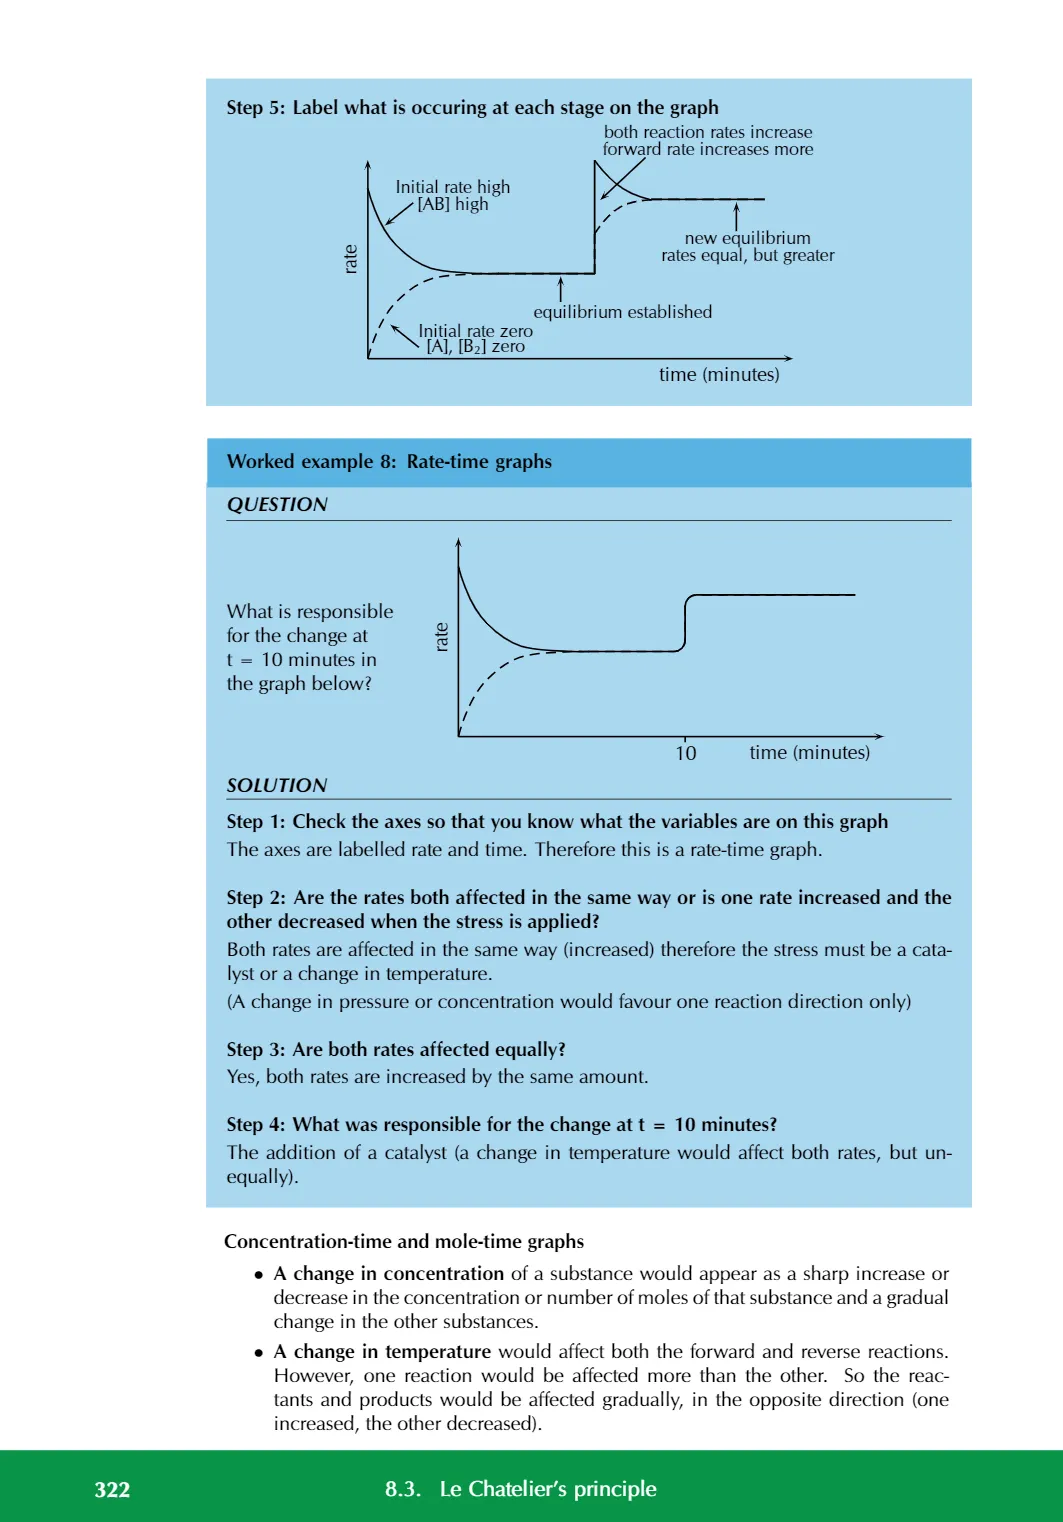 Step 5: Label what is occuring at each stage on the graph
both reaction rates increase
forward rate increases more
Initial rate high
[AB] high
rate
new equilibrium
rates equal, but greater
equilibrium established
Initial rate zero
[A], [B₂] zero
time (minutes)
Worked example 8: Rate-time graphs
QUESTION
What is responsible
for the change at
t = 10 minutes in
the graph below?
rate
10
time (minutes)
SOLUTION
Step 1: Check the axes so that you know what the variables are on this graph
The axes are labelled rate and time. Therefore this is a rate-time graph.
Step 2: Are the rates both affected in the same way or is one rate increased and the
other decreased when the stress is applied?
Both rates are affected in the same way (increased) therefore the stress must be a cata-
lyst or a change in temperature.
(A change in pressure or concentration would favour one reaction direction only)
Step 3: Are both rates affected equally?
Yes, both rates are increased by the same amount.
Step 4: What was responsible for the change at t = 10 minutes?
The addition of a catalyst (a change in temperature would affect both rates, but un-
equally).
Concentration-time and mole-time graphs
• A change in concentration of a substance would appear as a sharp increase or
decrease in the concentration or number of moles of that substance and a gradual
change in the other substances.
• A change in temperature would affect both the forward and reverse reactions.
However, one reaction would be affected more than the other. So the reac-
tants and products would be affected gradually, in the opposite direction (one
increased, the other decreased).
322
8.3. Le Chatelier's principle